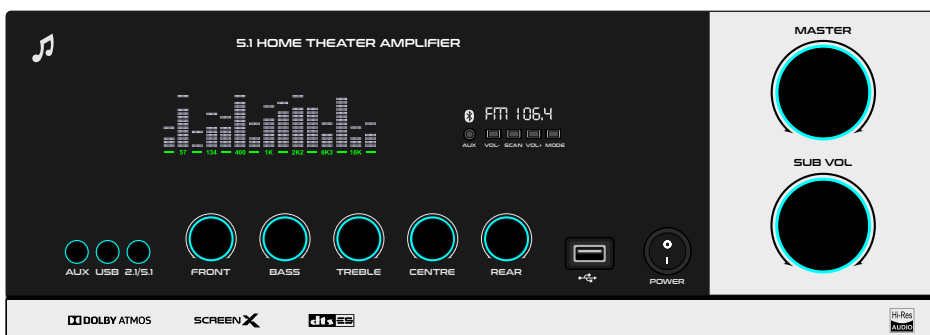 5.1 HOME THEATER AMPLIFIER
MASTER
FM 106.4
AUX VOL- SCAN VOL+ MODE
57 134 400 1K 2K2 6K3 16K
SUB VOL
AUX USB 2.1/5.1
FRONT BASS TREBLE CENTRE REAR
POWER
DOLBY ATMOS
SCREEN X
dts ES
Hi-Res
AUDIO